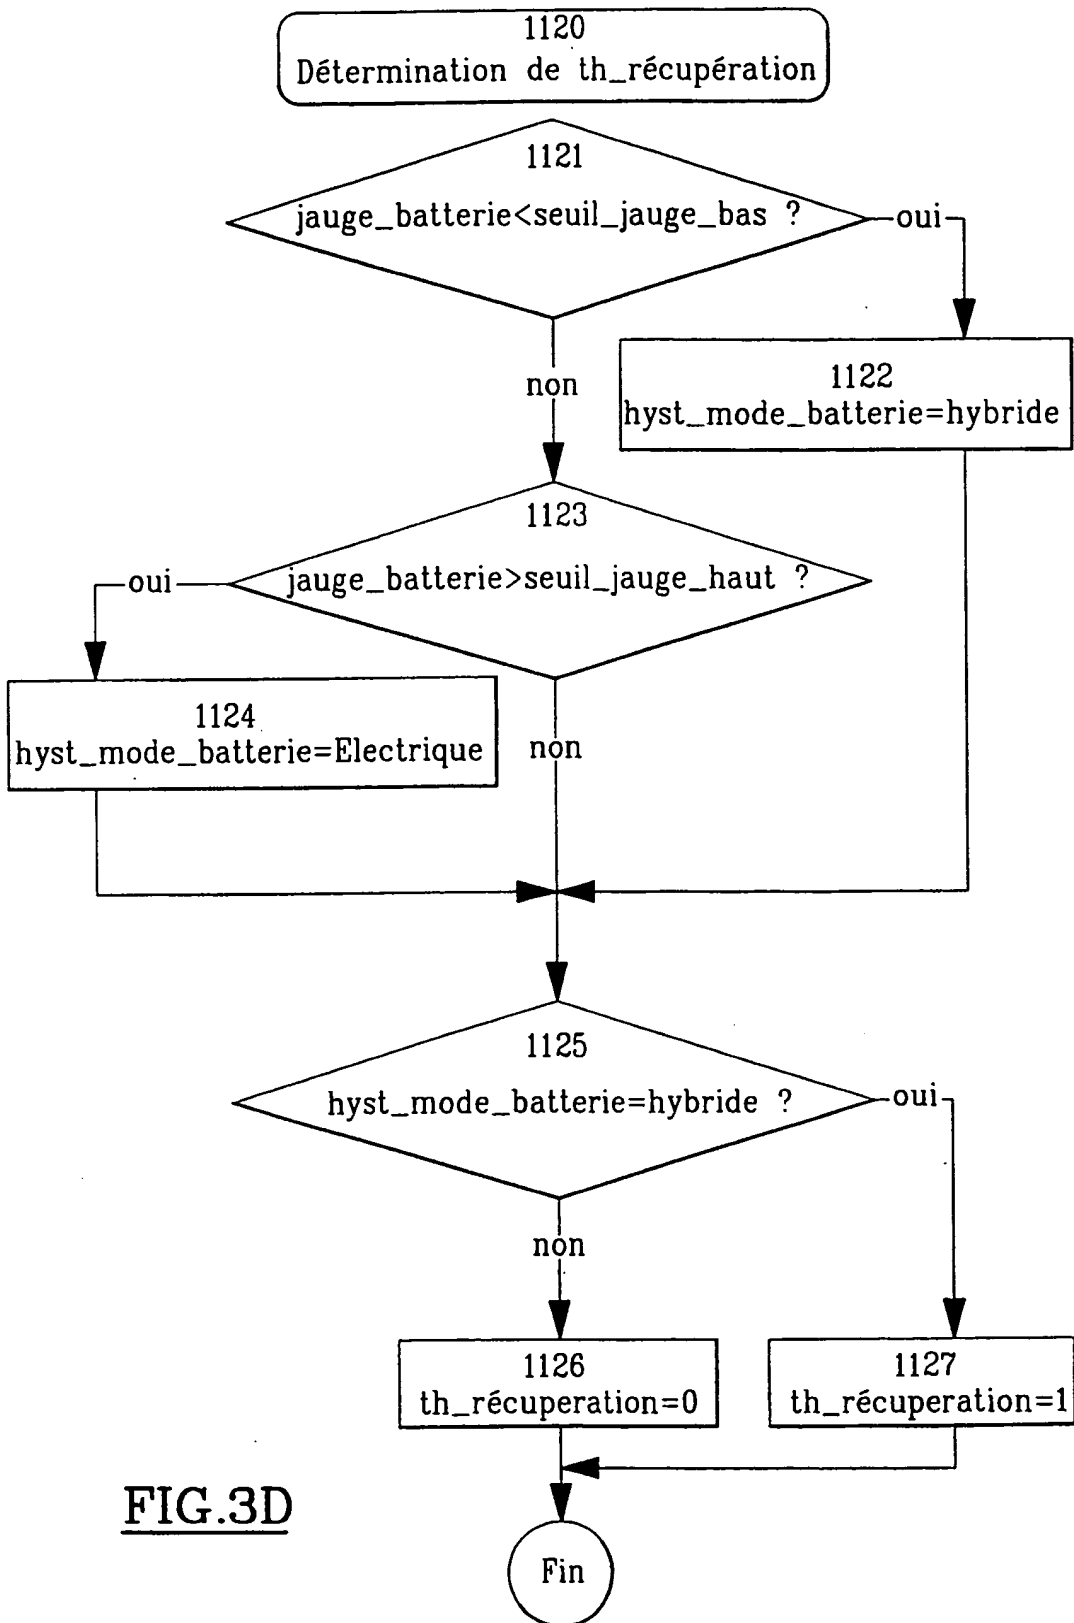 1120
Détermination de th_récupération
1121
jauge_batterie<seuil_jauge_bas ?
oui
non
1122
hyst_mode_batterie=hybride
1123
jauge_batterie>seuil_jauge_haut ?
oui
1124
hyst_mode_batterie=Electrique
non
1125
hyst_mode_batterie=hybride ?
oui
non
1126
th_récuperation=0
1127
th_récuperation=1
FIG.3D
Fin